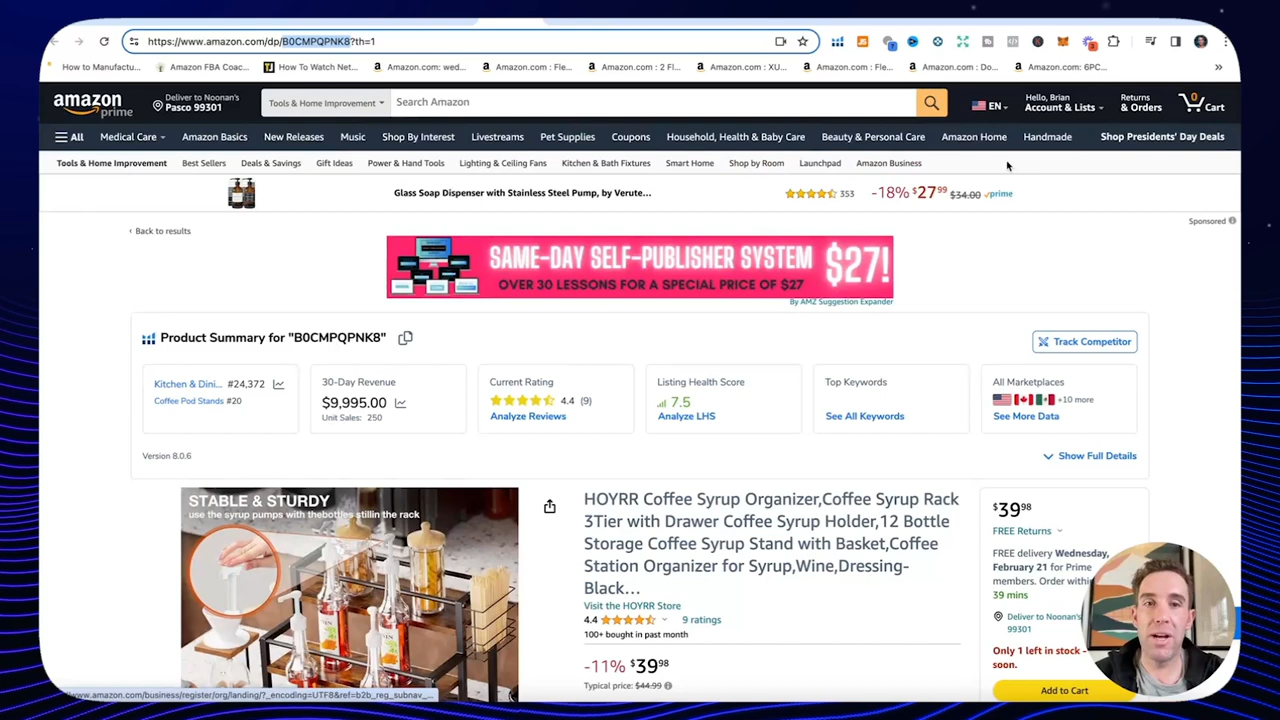 https://www.amazon.com/dp/B0CMPQPNK8?th=1
How to Manufactu...
Amazon FBA Coac...
How To Watch Net...
Amazon.com: wed...
Amazon.com : Fle...
Amazon.com : 2 Fl...
Amazon.com : XU...
Amazon.com: Fle...
Amazon.com : Do...
Amazon.com: 6PC...
»
amazon prime
Deliver to Noonan's
Pasco 99301
Tools & Home Improvement
Search Amazon
EN
Hello, Brian
Account & Lists
Returns
& Orders
0
Cart
All
Medical Care
Amazon Basics
New Releases
Music
Shop By Interest
Livestreams
Pet Supplies
Coupons
Household, Health & Baby Care
Beauty & Personal Care
Amazon Home
Handmade
Shop Presidents' Day Deals
Tools & Home Improvement
Best Sellers
Deals & Savings
Gift Ideas
Power & Hand Tools
Lighting & Ceiling Fans
Kitchen & Bath Fixtures
Smart Home
Shop by Room
Launchpad
Amazon Business
Glass Soap Dispenser with Stainless Steel Pump, by Verute...
353
-18% $27.99 $34.00 prime
Sponsored
‹ Back to results
SAME-DAY SELF-PUBLISHER SYSTEM $27!
OVER 30 LESSONS FOR A SPECIAL PRICE OF $27
By AMZ Suggestion Expander
Product Summary for "B0CMPQPNK8"
Track Competitor
Kitchen & Dini... #24,372
Coffee Pod Stands #20
30-Day Revenue
$9,995.00
Unit Sales: 250
Current Rating
4.4 (9)
Analyze Reviews
Listing Health Score
7.5
Analyze LHS
Top Keywords
See All Keywords
All Marketplaces
+10 more
See More Data
Version 8.0.6
Show Full Details
STABLE & STURDY
use the syrup pumps with thebottles stillin the rack
HOYRR Coffee Syrup Organizer,Coffee Syrup Rack
3Tier with Drawer Coffee Syrup Holder,12 Bottle
Storage Coffee Syrup Stand with Basket,Coffee
Station Organizer for Syrup,Wine,Dressing-
Black...
Visit the HOYRR Store
4.4
9 ratings
100+ bought in past month
-11% $39.98
Typical price: $44.99
$39.98
FREE Returns
FREE delivery Wednesday,
February 21 for Prime
members. Order withi
39 mins
Deliver to Noonan's
99301
Only 1 left in stock -
soon.
Add to Cart
www.amazon.com/business/register/org/landing/?_encoding=UTF8&ref=b2b_reg_subnav_...